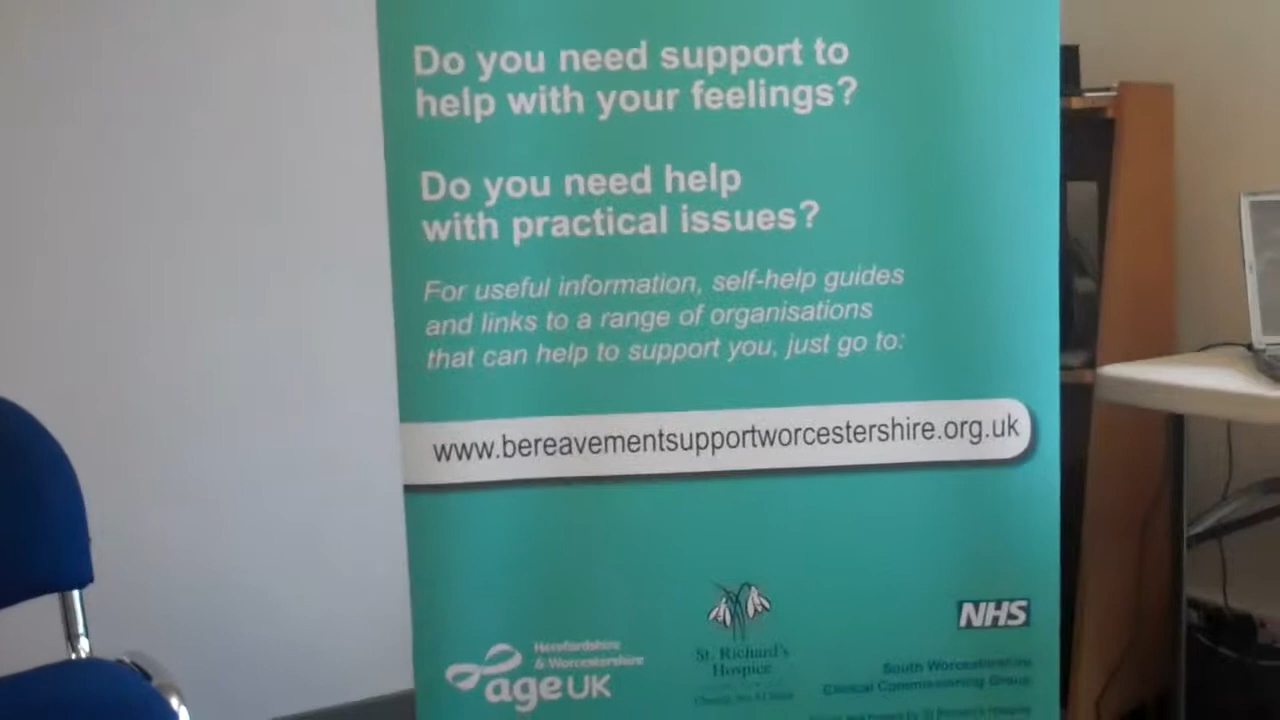 Do you need support to
help with your feelings?
Do you need help
with practical issues?
For useful information, self-help guides
and links to a range of organisations
that can help to support you, just go to:
www.bereavementsupportworcestershire.org.uk
Herefordshire
& Worcestershire
ageUK
St. Richard's
Hospice
NHS
South Worcestershire
Clinical Commissioning Group